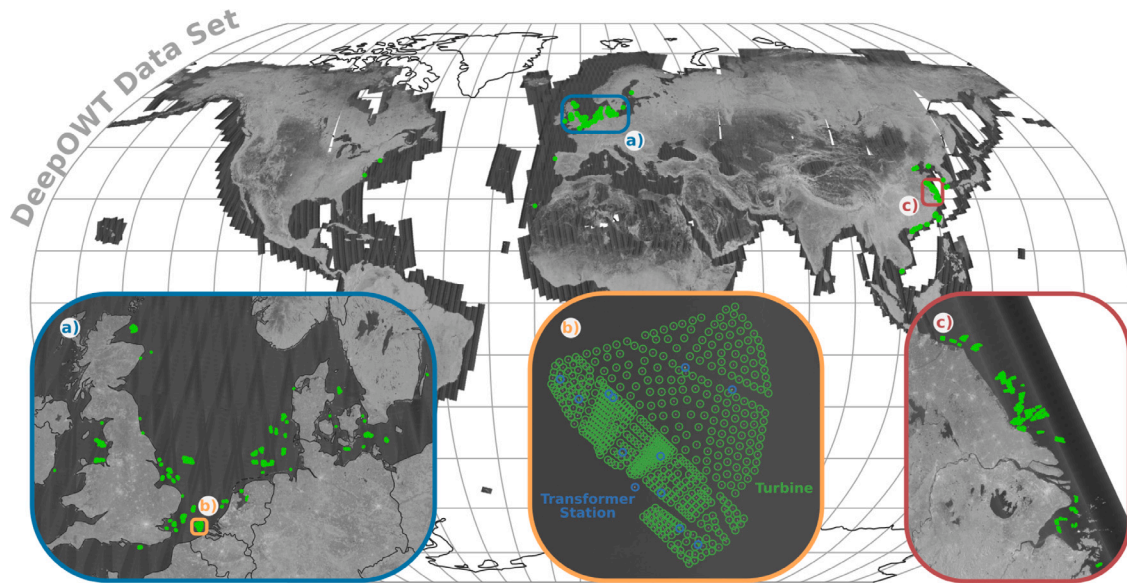 DeepOWT Data Set
a)
c)
a)
b)
b)
Transformer
Station
Turbine
c)